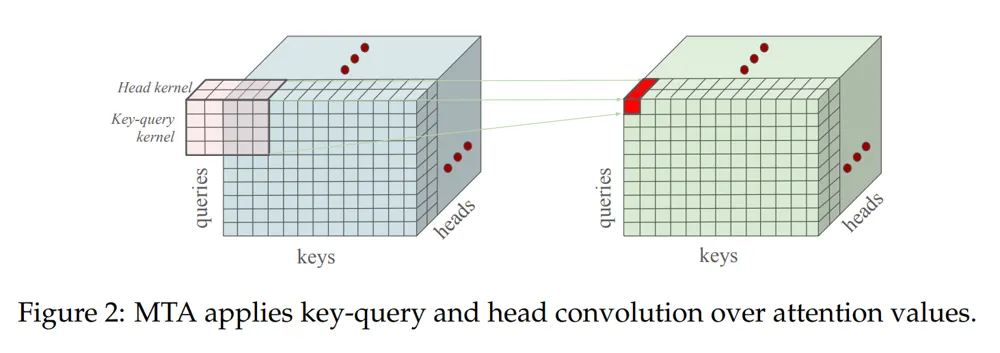 Head kernel
Key-query
kernel
queries
keys
heads
queries
keys
heads
Figure 2: MTA applies key-query and head convolution over attention values.